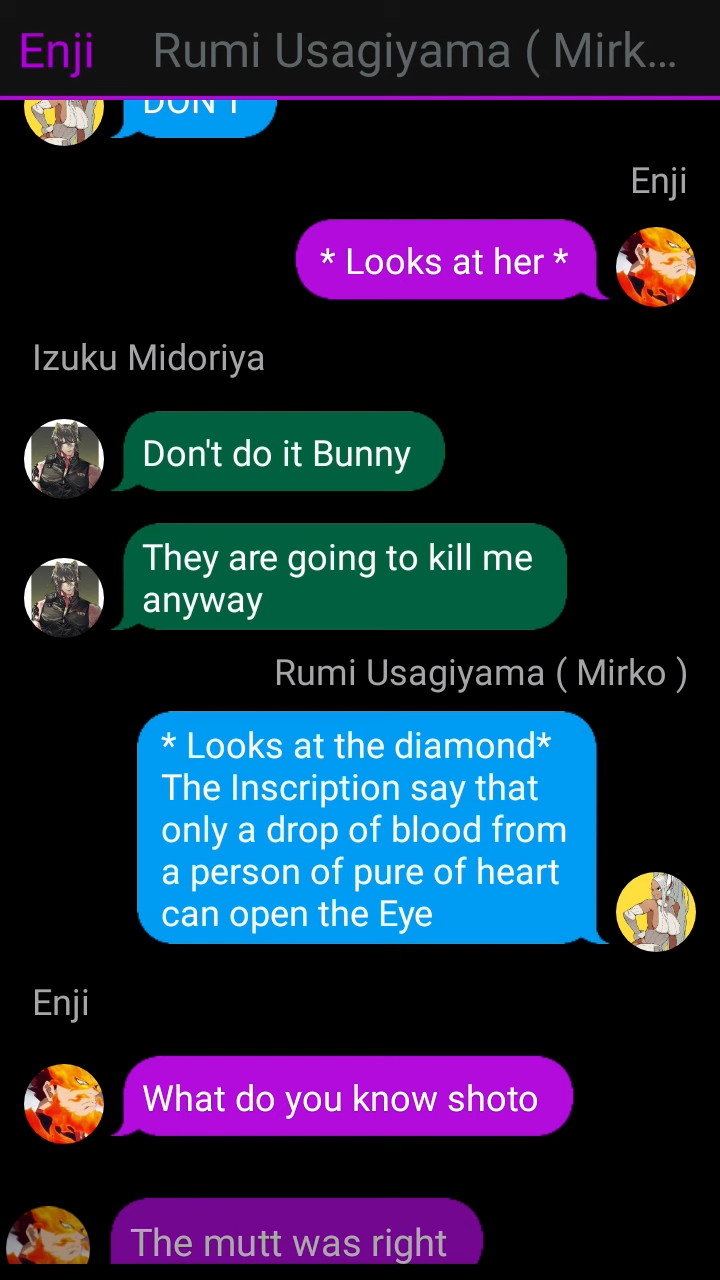 Enji Rumi Usagiyama ( Mirk...
DON'T
Enji
* Looks at her *
Izuku Midoriya
Don't do it Bunny
They are going to kill me
anyway
Rumi Usagiyama ( Mirko )
* Looks at the diamond*
The Inscription say that
only a drop of blood from
a person of pure of heart
can open the Eye
Enji
What do you know shoto
The mutt was right